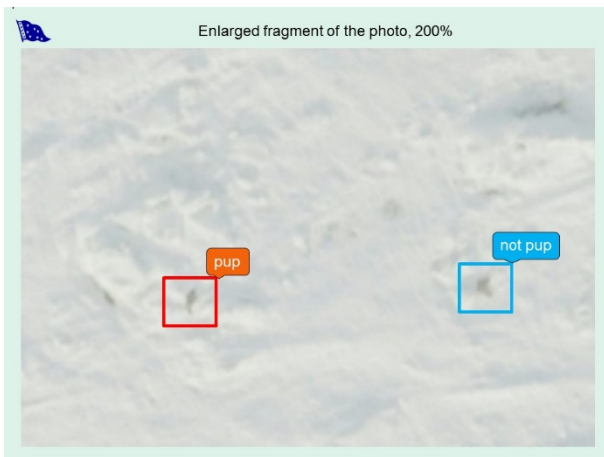 Enlarged fragment of the photo, 200%
not pup
pup